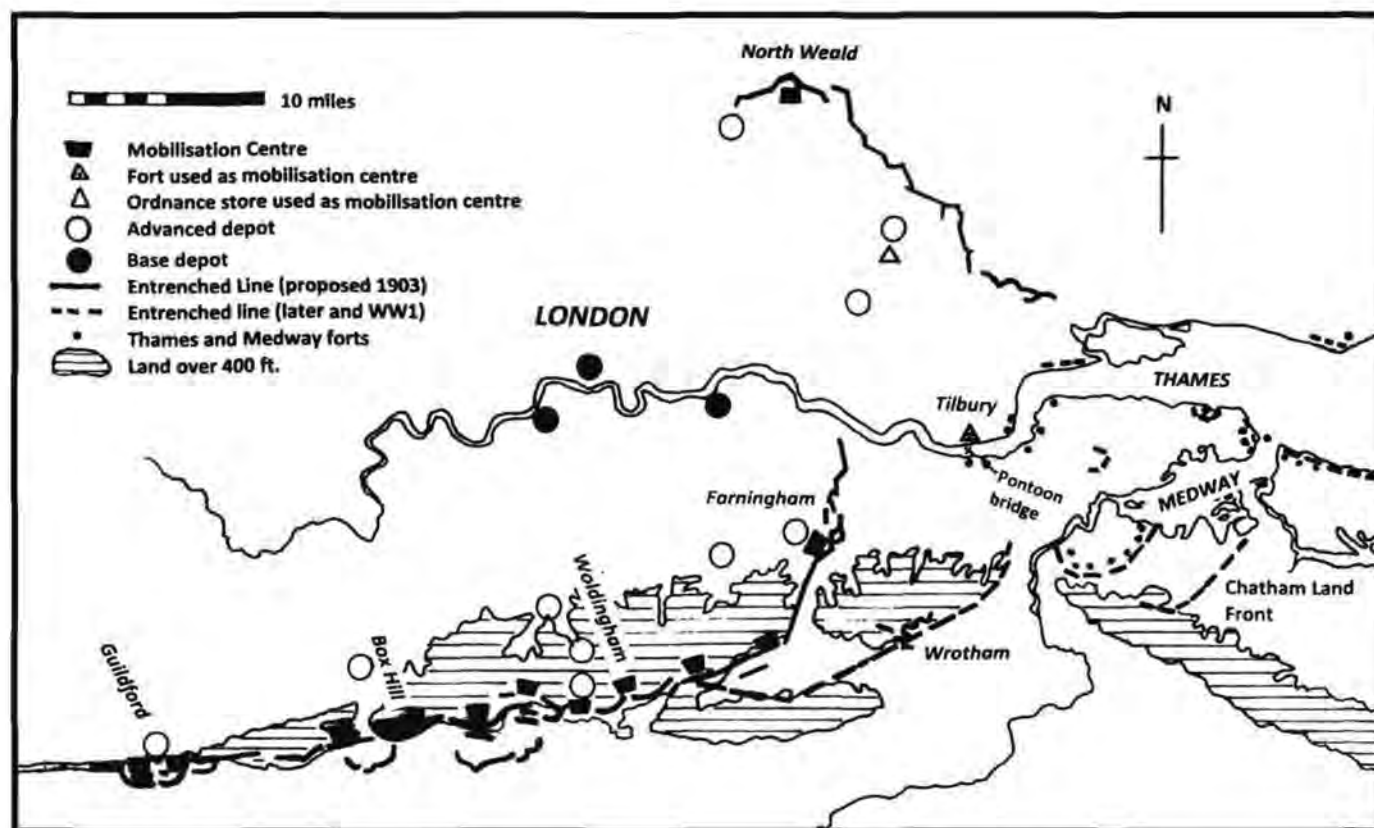 North Weald
10 miles
N
Mobilisation Centre
Fort used as mobilisation centre
Ordnance store used as mobilisation centre
Advanced depot
Base depot
Entrenched Line (proposed 1903)
Entrenched line (later and WW1)
Thames and Medway forts
Land over 400 ft.
LONDON
THAMES
Tilbury
Pontoon
bridge
MEDWAY
Farningham
Chatham Land
Front
Woldingham
Box Hill
Guildford
Wrotham